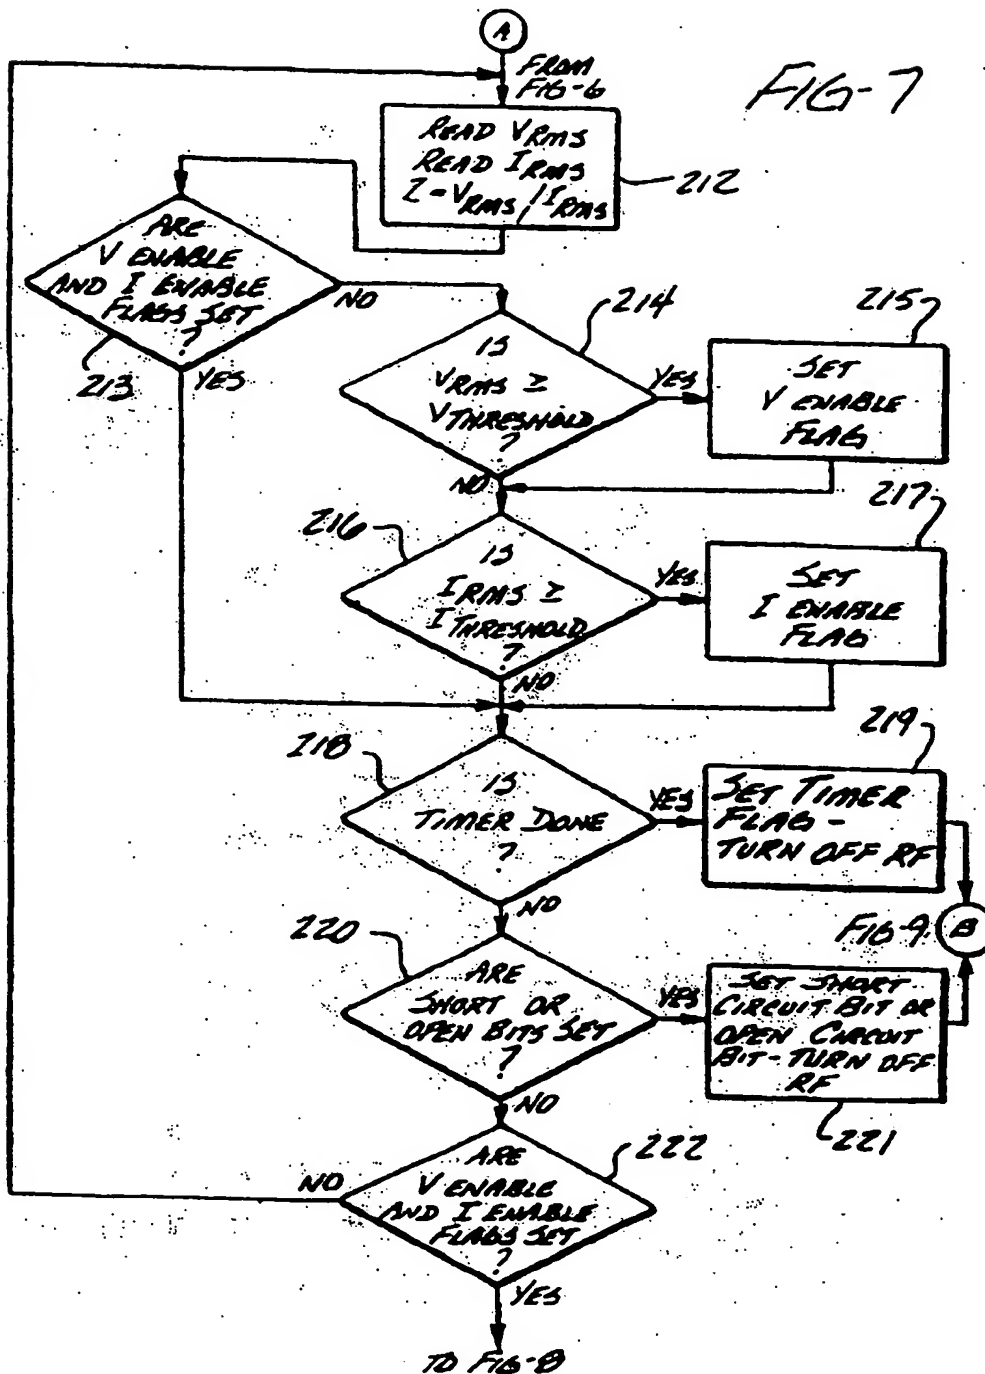 A
FROM
FIG-6
FIG-7
READ VRMS
READ IRMS
Z=VRMS/IRMS
212
ARE
V ENABLE
AND I ENABLE
FLAGS SET
?
213
NO
YES
214
IS
VRMS ≥
VTHRESHOLD
?
YES
NO
215
SET
V ENABLE
FLAG
216
IS
IRMS ≥
ITHRESHOLD
?
YES
NO
217
SET
I ENABLE
FLAG
218
IS
TIMER DONE
?
YES
NO
219
SET TIMER
FLAG -
TURN OFF RF
FIG-9
B
220
ARE
SHORT OR
OPEN BITS SET
?
YES
NO
SET SHORT
CIRCUIT BIT OR
OPEN CIRCUIT
BIT - TURN OFF
RF
221
222
ARE
V ENABLE
AND I ENABLE
FLAGS SET
?
NO
YES
TO FIG-8